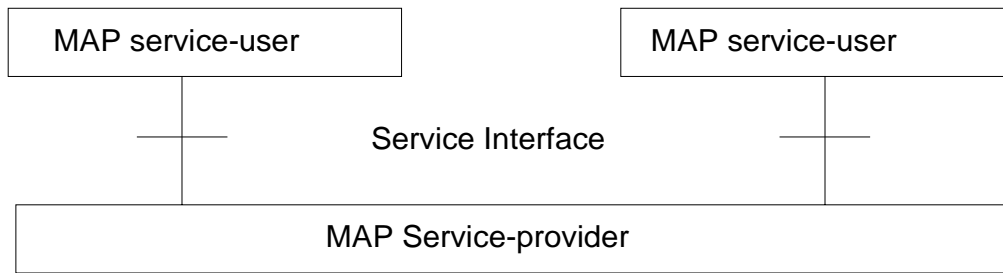 MAP service-user
MAP service-user
Service Interface
MAP Service-provider